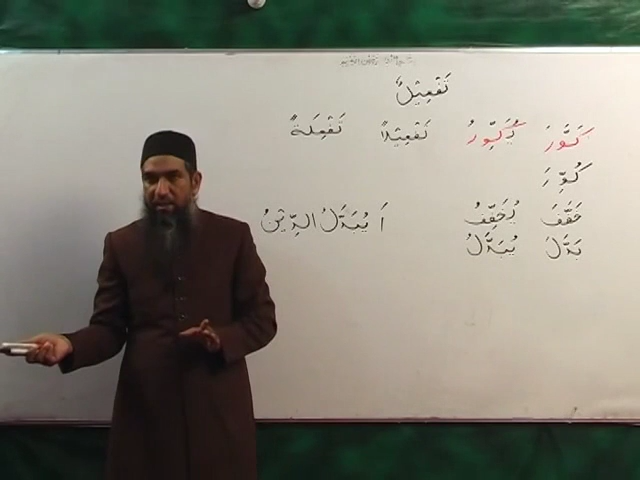 تَفْعِيْلٌ
كَوَّرَ يُكَوِّرُ تَفْعِيْلًا تَفْعِلَةً
كُوِّرَ
خَفَّفَ يُخَفِّفُ
بَدَّلَ يُبَدَّلُ أَ يُبَدَّلُ الدِّيْنُ